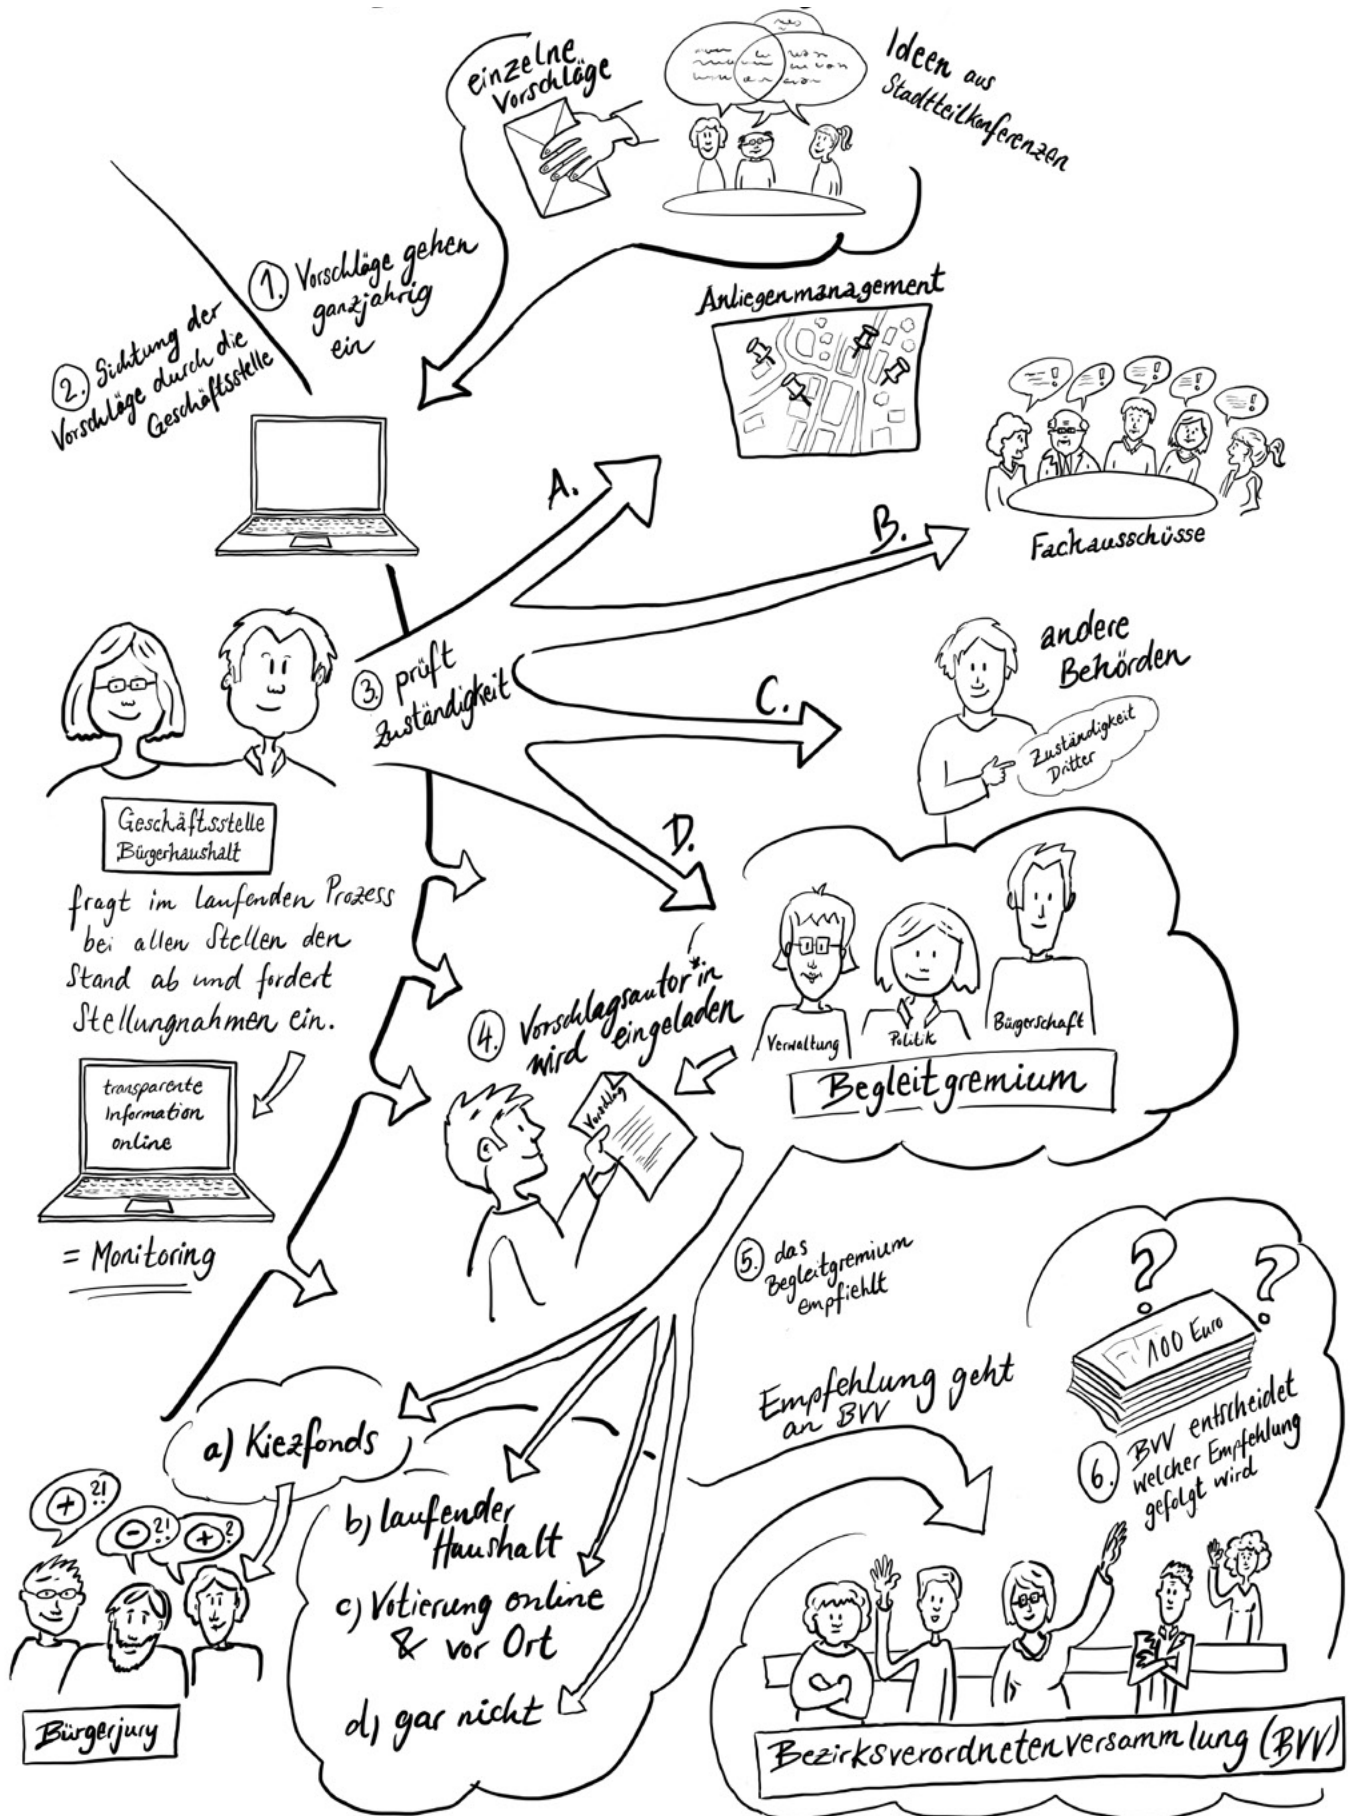 einzelne
Vorschläge
Ideen aus
Stadtteilkonferenzen
1. Vorschläge gehen
ganzjährig
ein
2. Sichtung der
Vorschläge durch die
Geschäftsstelle
Anliegenmanagement
A.
B.
Fachausschüsse
3. prüft
Zuständigkeit
C.
andere
Behörden
Zuständigkeit
Dritter
D.
Geschäftsstelle
Bürgerhaushalt
fragt im laufenden Prozess
bei allen Stellen den
Stand ab und fordert
Stellungnahmen ein.
transparente
Information
online
= Monitoring
4. Vorschlagsautor*in
wird eingeladen
Vorschlag
Verwaltung
Politik
Bürgerschaft
Begleitgremium
5. das
Begleitgremium
empfiehlt
a) Kiezfonds
b) laufender
Haushalt
c) Votierung online
& vor Ort
d) gar nicht
+ ?!
- ?!
+ ?
Bürgerjury
Empfehlung geht
an BVV
? ?
100 Euro
6. BVV entscheidet
welcher Empfehlung
gefolgt wird
Bezirksverordnetenversammlung (BVV)